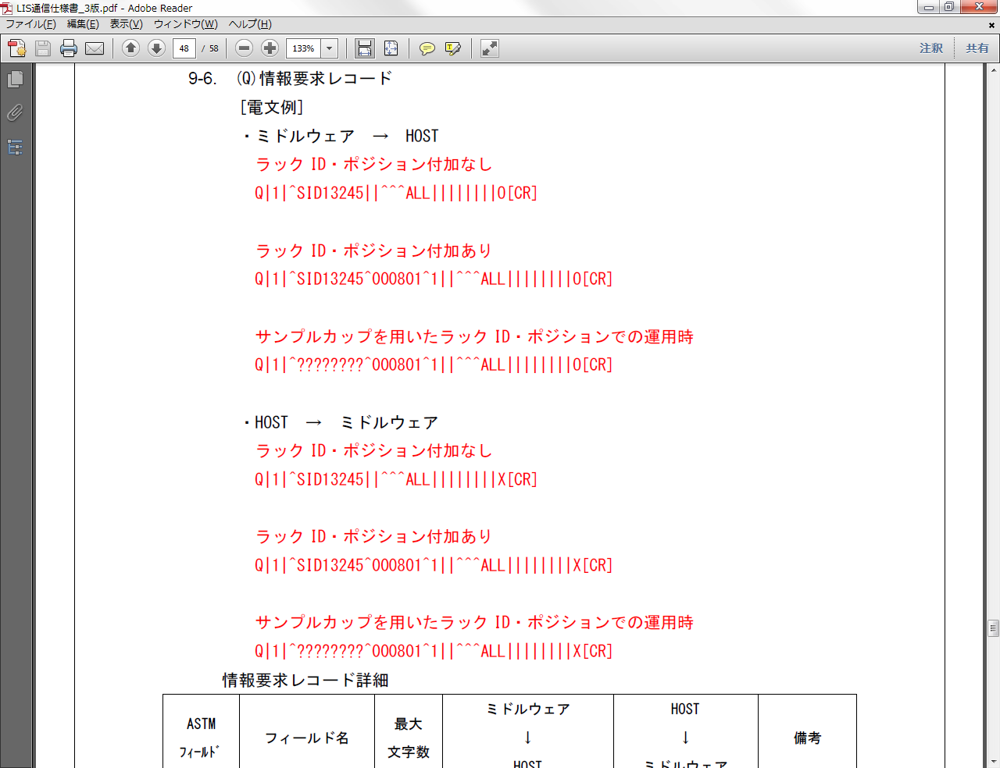 LIS通信仕様書_3版.pdf - Adobe Reader
ファイル(F) 編集(E) 表示(V) ウィンドウ(W) ヘルプ(H)
48 / 58 133% 注釈 共有
9-6. (Q)情報要求レコード
[電文例]
・ミドルウェア → HOST
ラック ID・ポジション付加なし
Q|1|^SID13245||^^^ALL||||||||O[CR]
ラック ID・ポジション付加あり
Q|1|^SID13245^000801^1||^^^ALL||||||||O[CR]
サンプルカップを用いたラック ID・ポジションでの運用時
Q|1|^????????^000801^1||^^^ALL||||||||O[CR]
・HOST → ミドルウェア
ラック ID・ポジション付加なし
Q|1|^SID13245||^^^ALL||||||||X[CR]
ラック ID・ポジション付加あり
Q|1|^SID13245^000801^1||^^^ALL||||||||X[CR]
サンプルカップを用いたラック ID・ポジションでの運用時
Q|1|^????????^000801^1||^^^ALL||||||||X[CR]
情報要求レコード詳細
ASTM
ﾌｨｰﾙﾄﾞ
フィールド名
最大
文字数
ミドルウェア
↓
HOST
HOST
↓
ミドルウェア
備考